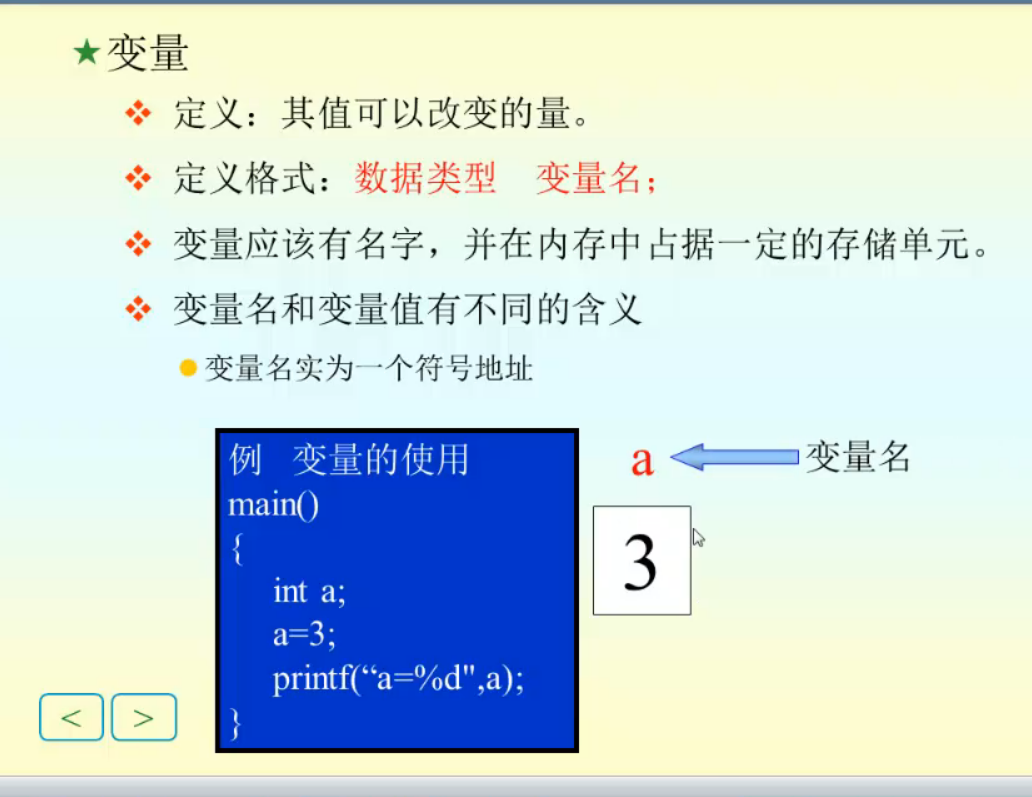 ★变量
定义：其值可以改变的量。
定义格式：数据类型 变量名；
变量应该有名字，并在内存中占据一定的存储单元。
变量名和变量值有不同的含义
变量名实为一个符号地址
例 变量的使用
main()
{
int a;
a=3;
printf(“a=%d",a);
}
a 变量名
3
< >